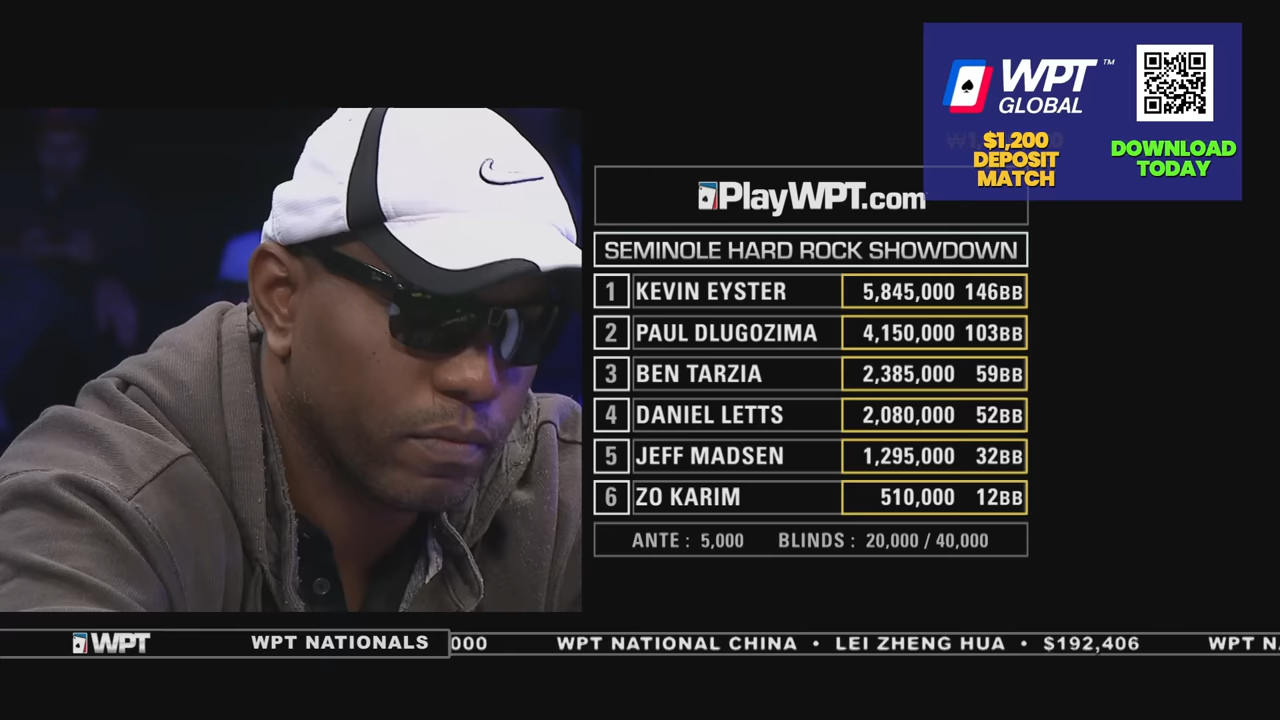 WPT™
GLOBAL
$1,200
DEPOSIT
MATCH
DOWNLOAD
TODAY
PlayWPT.com
SEMINOLE HARD ROCK SHOWDOWN
1 KEVIN EYSTER 5,845,000 146BB
2 PAUL DLUGOZIMA 4,150,000 103BB
3 BEN TARZIA 2,385,000 59BB
4 DANIEL LETTS 2,080,000 52BB
5 JEFF MADSEN 1,295,000 32BB
6 ZO KARIM 510,000 12BB
ANTE : 5,000 BLINDS : 20,000 / 40,000
WPT WPT NATIONALS 000 WPT NATIONAL CHINA • LEI ZHENG HUA • $192,406 WPT N